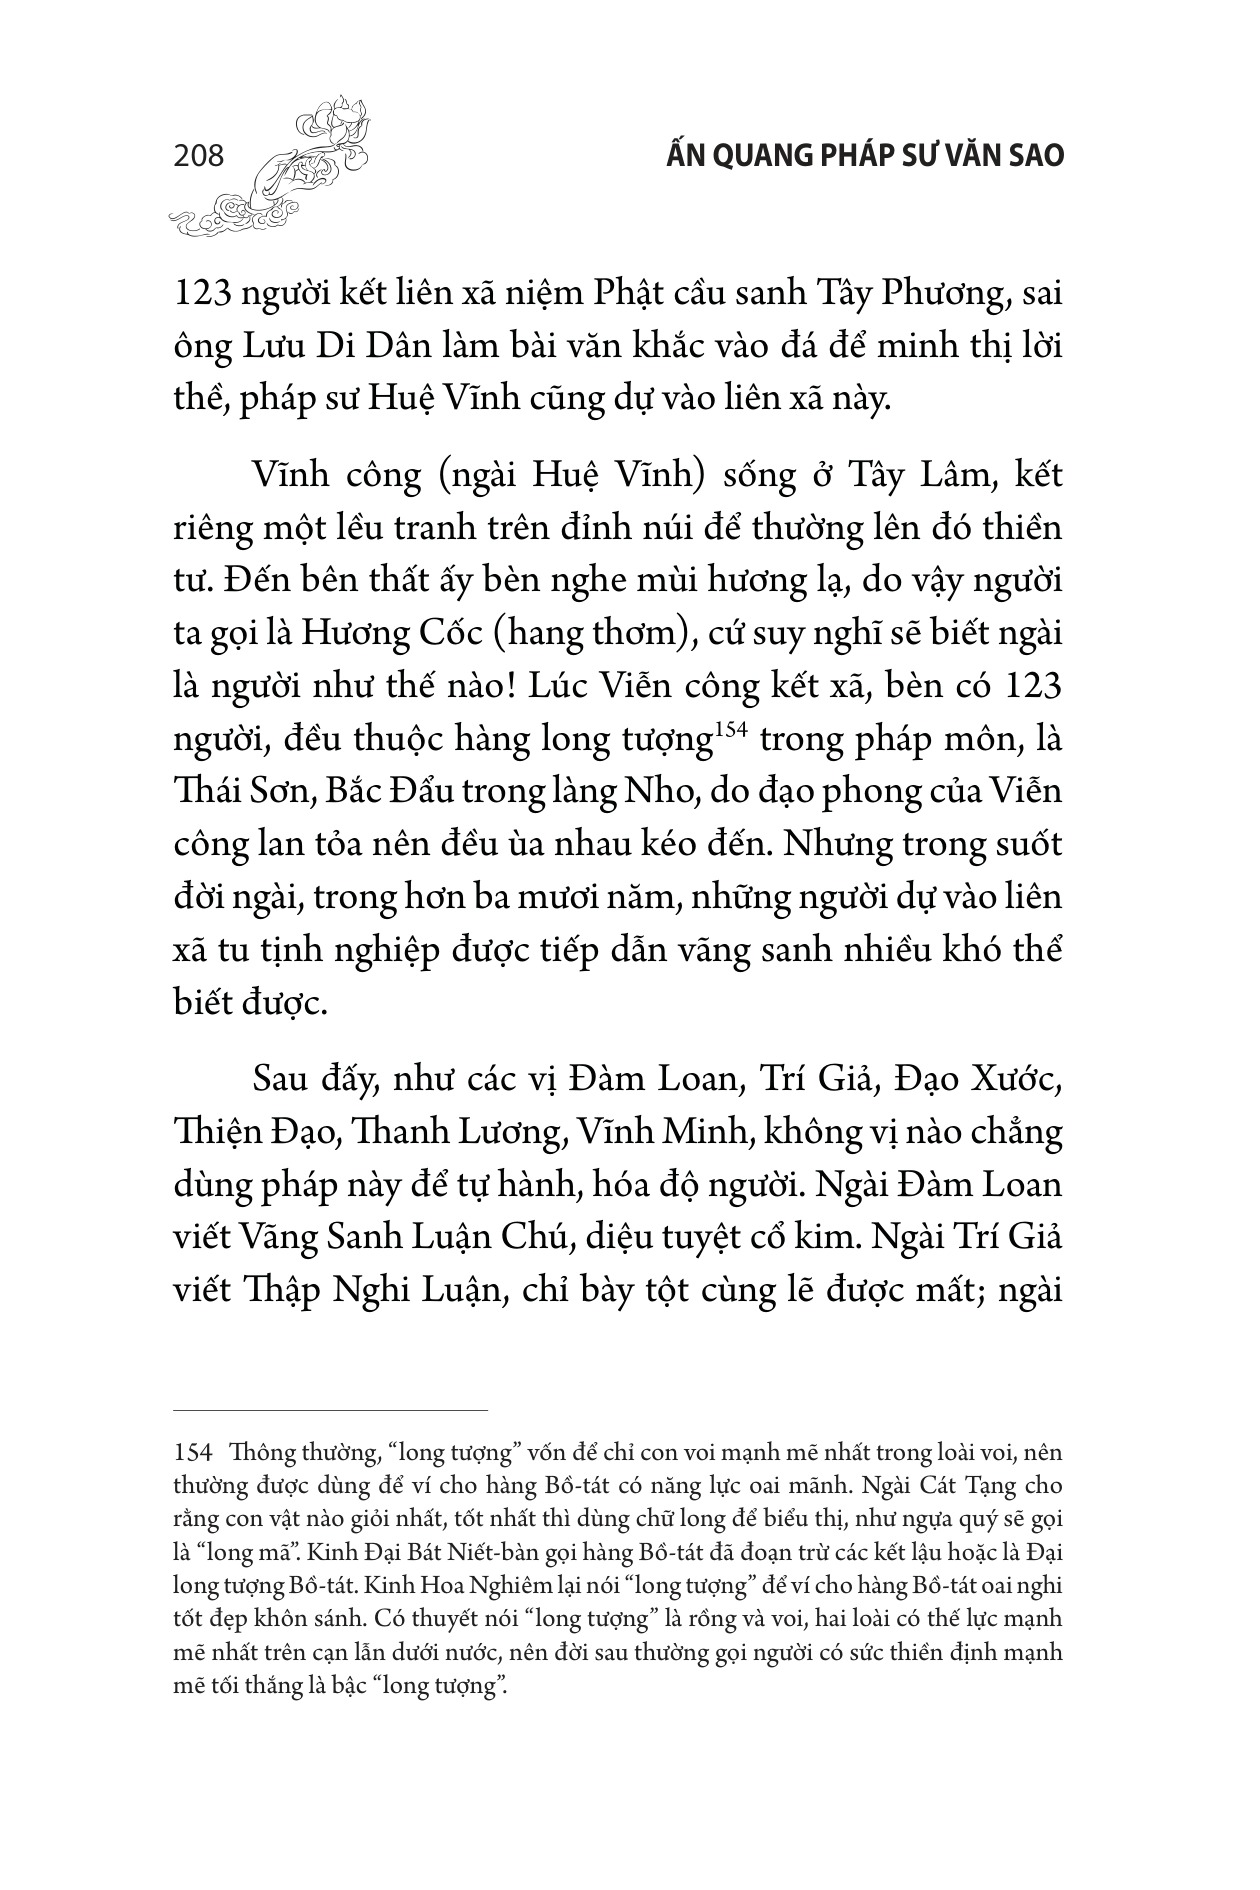 208
ẤN QUANG PHÁP SƯ VĂN SAO
123 người kết liên xã niệm Phật cầu sanh Tây Phương, sai
ông Lưu Di Dân làm bài văn khắc vào đá để minh thị lời
thề, pháp sư Huệ Vĩnh cũng dự vào liên xã này.
Vĩnh công (ngài Huệ Vĩnh) sống ở Tây Lâm, kết
riêng một lều tranh trên đỉnh núi để thường lên đó thiền
tư. Đến bên thất ấy bèn nghe mùi hương lạ, do vậy người
ta gọi là Hương Cốc (hang thơm), cứ suy nghĩ sẽ biết ngài
là người như thế nào! Lúc Viễn công kết xã, bèn có 123
người, đều thuộc hàng long tượng154 trong pháp môn, là
Thái Sơn, Bắc Đẩu trong làng Nho, do đạo phong của Viễn
công lan tỏa nên đều ùa nhau kéo đến. Nhưng trong suốt
đời ngài, trong hơn ba mươi năm, những người dự vào liên
xã tu tịnh nghiệp được tiếp dẫn vãng sanh nhiều khó thể
biết được.
Sau đấy, như các vị Đàm Loan, Trí Giả, Đạo Xước,
Thiện Đạo, Thanh Lương, Vĩnh Minh, không vị nào chẳng
dùng pháp này để tự hành, hóa độ người. Ngài Đàm Loan
viết Vãng Sanh Luận Chú, diệu tuyệt cổ kim. Ngài Trí Giả
viết Thập Nghi Luận, chỉ bày tột cùng lẽ được mất; ngài
154 Thông thường, “long tượng” vốn để chỉ con voi mạnh mẽ nhất trong loài voi, nên
thường được dùng để ví cho hàng Bồ-tát có năng lực oai mãnh. Ngài Cát Tạng cho
rằng con vật nào giỏi nhất, tốt nhất thì dùng chữ long để biểu thị, như ngựa quý sẽ gọi
là “long mã”. Kinh Đại Bát Niết-bàn gọi hàng Bồ-tát đã đoạn trừ các kết lậu hoặc là Đại
long tượng Bồ-tát. Kinh Hoa Nghiêm lại nói “long tượng” để ví cho hàng Bồ-tát oai nghi
tốt đẹp khôn sánh. Có thuyết nói “long tượng” là rồng và voi, hai loài có thế lực mạnh
mẽ nhất trên cạn lẫn dưới nước, nên đời sau thường gọi người có sức thiền định mạnh
mẽ tối thắng là bậc “long tượng”.